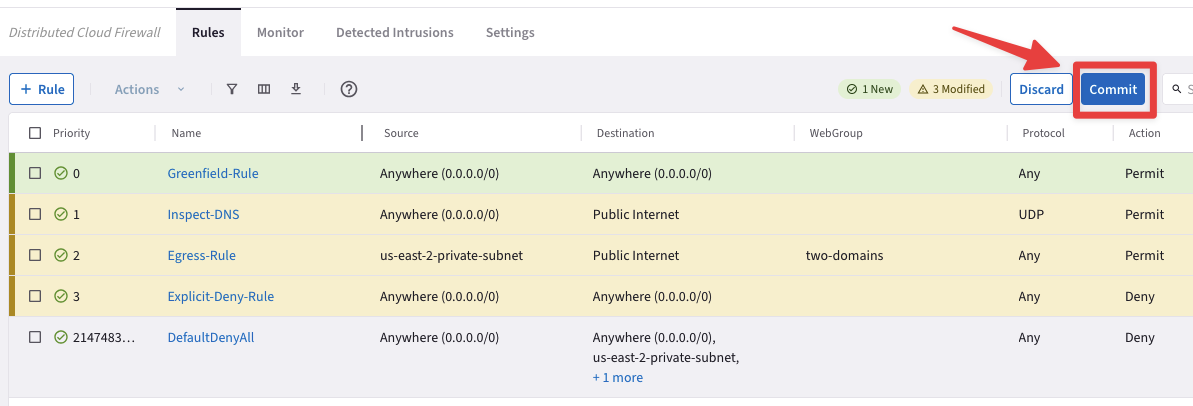 Distributed Cloud Firewall Rules Monitor Detected Intrusions Settings
+ Rule Actions ? 1 New 3 Modified Discard Commit S
Priority Name Source Destination WebGroup Protocol Action
0 Greenfield-Rule Anywhere (0.0.0.0/0) Anywhere (0.0.0.0/0) Any Permit
1 Inspect-DNS Anywhere (0.0.0.0/0) Public Internet UDP Permit
2 Egress-Rule us-east-2-private-subnet Public Internet two-domains Any Permit
3 Explicit-Deny-Rule Anywhere (0.0.0.0/0) Anywhere (0.0.0.0/0) Any Deny
2147483… DefaultDenyAll Anywhere (0.0.0.0/0) Anywhere (0.0.0.0/0), Any Deny
us-east-2-private-subnet,
+ 1 more